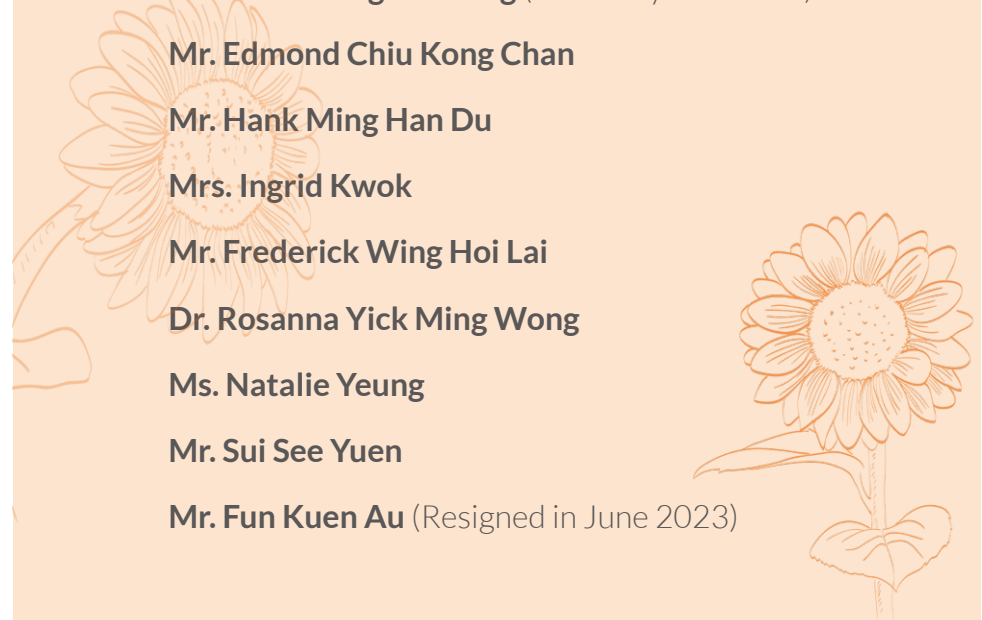 Mr. Edmond Chiu Kong Chan
Mr. Hank Ming Han Du
Mrs. Ingrid Kwok
Mr. Frederick Wing Hoi Lai
Dr. Rosanna Yick Ming Wong
Ms. Natalie Yeung
Mr. Sui See Yuen
Mr. Fun Kuen Au (Resigned in June 2023)